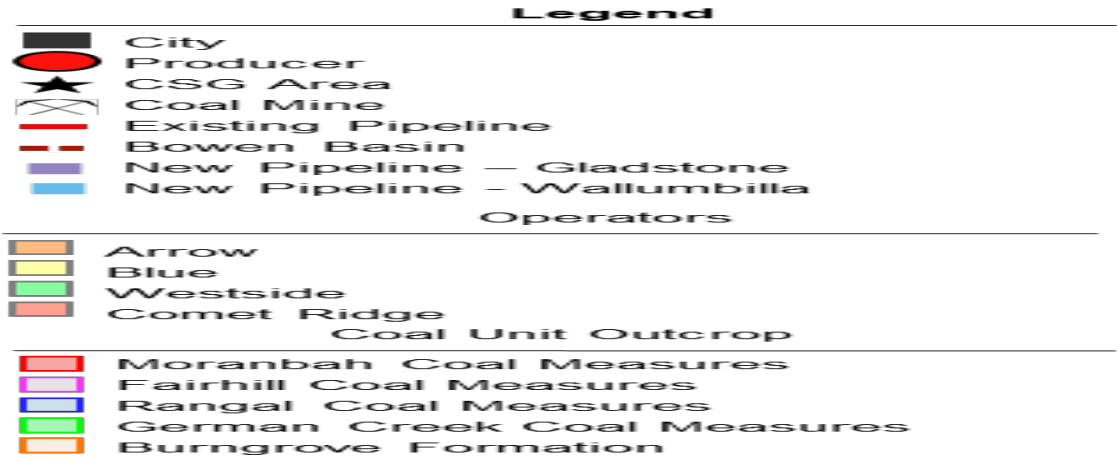 Legend
City
Producer
CSG Area
Coal Mine
Existing Pipeline
Bowen Basin
New Pipeline – Gladstone
New Pipeline - Wallumbilla
Operators
Arrow
Blue
Westside
Comet Ridge
Coal Unit Outcrop
Moranbah Coal Measures
Fairhill Coal Measures
Rangal Coal Measures
German Creek Coal Measures
Burngrove Formation